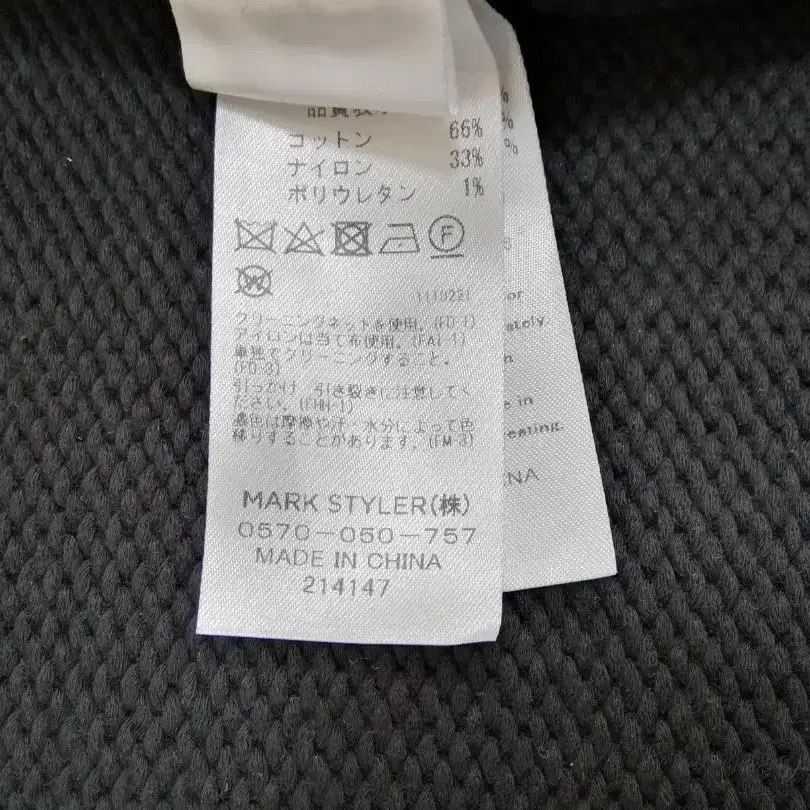 コットン 66%
ナイロン 33%
ポリウレタン 1%
F
W
1110221
クリーニングネットを使用。(FD-1)
アイロンは当て布使用。(FAI-1)
単独でクリーニングすること。
(FD-3)
引っかけ、引き裂きに注意してく
ださい。(FHH-1)
濃色は摩擦や汗・水分によって色
移りすることがあります。(FM-3)
MARK STYLER(株)
0570-050-757
MADE IN CHINA
214147
%
%
%
or
ately.
n
e in
eating.
NA